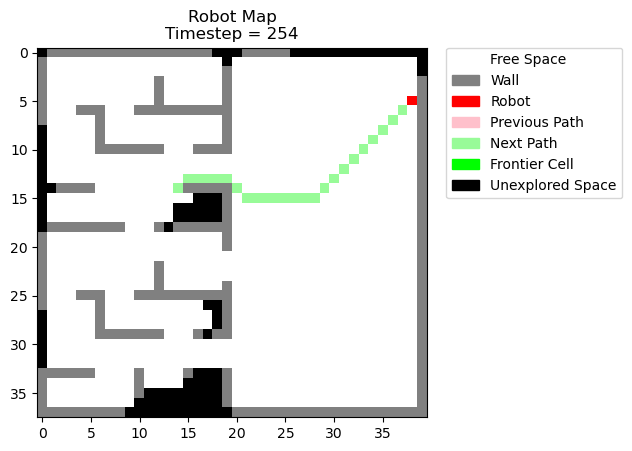 Robot Map
Timestep = 254
0
5
10
15
20
25
30
35
0
5
10
15
20
25
30
35
Free Space
Wall
Robot
Previous Path
Next Path
Frontier Cell
Unexplored Space